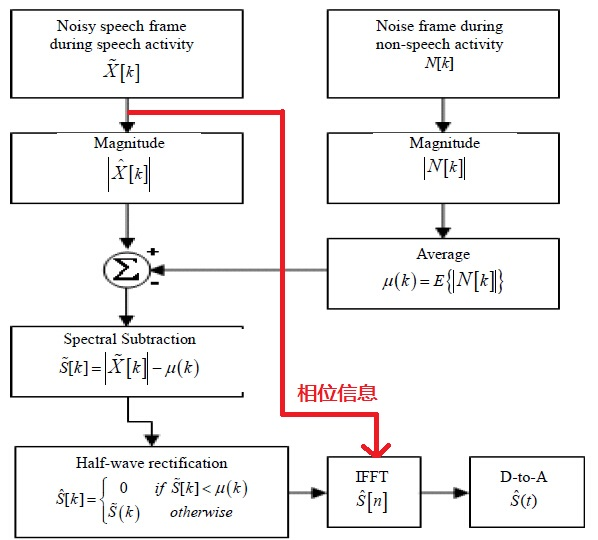 Noisy speech frame
during speech activity
X̃[k]
Noise frame during
non-speech activity
N[k]
Magnitude
|X̂[k]|
Magnitude
|N[k]|
+
Σ
-
Average
μ(k)=E{|N[k]|}
Spectral Subtraction
S̃[k]=|X̃[k]|-μ(k)
相位信息
Half-wave rectification
Ŝ[k]={ 0 if S̃[k]<μ(k)
S̃(k) otherwise
IFFT
Ŝ[n]
D-to-A
Ŝ(t)